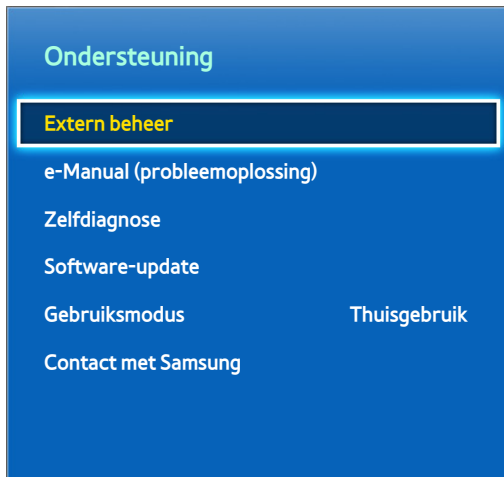 Ondersteuning
Extern beheer
e-Manual (probleemoplossing)
Zelfdiagnose
Software-update
Gebruiksmodus Thuisgebruik
Contact met Samsung